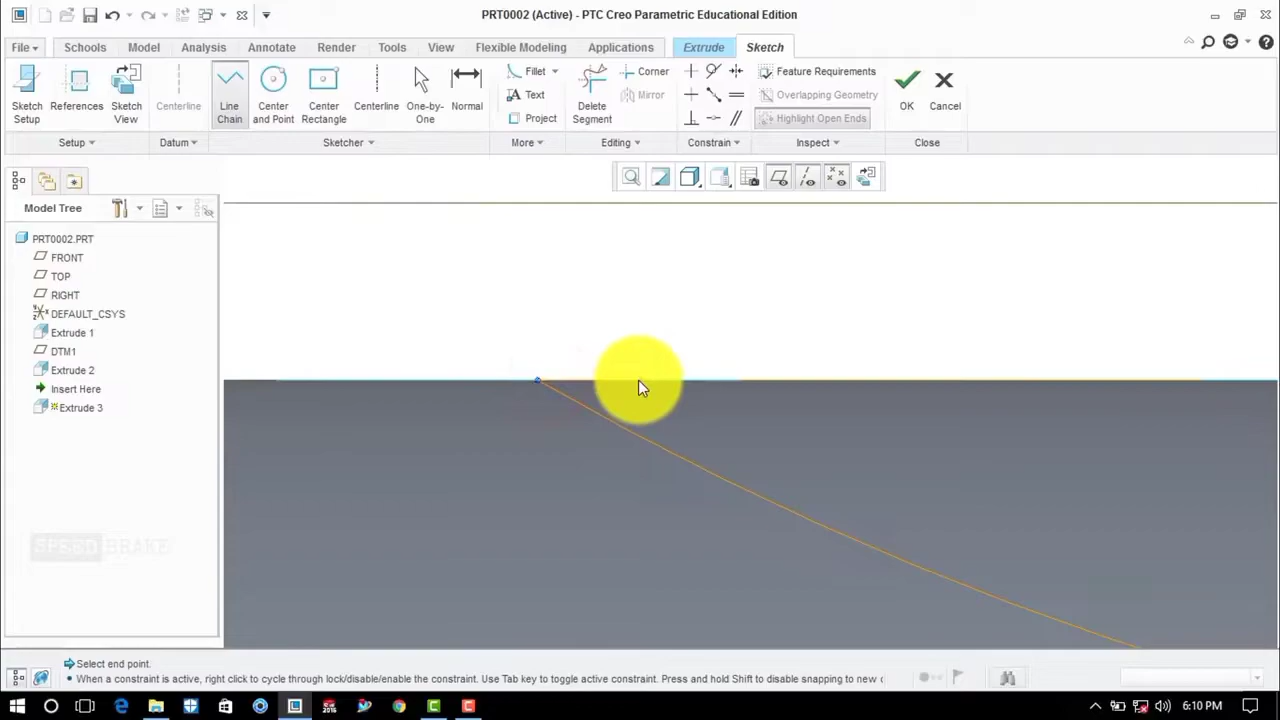 PRT0002 (Active) - PTC Creo Parametric Educational Edition
File Schools Model Analysis Annotate Render Tools View Flexible Modeling Applications Extrude Sketch
Sketch Setup
References
Sketch View
Centerline
Line Chain
Center and Point
Center Rectangle
Centerline
One-by-One
Normal
Fillet
Text
Project
Delete Segment
Corner
Mirror
Feature Requirements
Overlapping Geometry
Highlight Open Ends
OK
Cancel
Setup Datum Sketcher More Editing Constrain Inspect Close
Model Tree
PRT0002.PRT
FRONT
TOP
RIGHT
DEFAULT_CSYS
Extrude 1
DTM1
Extrude 2
Insert Here
Extrude 3
SPEED BRAKE
Select end point.
• When a constraint is active, right click to cycle through lock/disable/enable the constraint. Use Tab key to toggle active constraint. Press and hold Shift to disable snapping to new c
6:10 PM